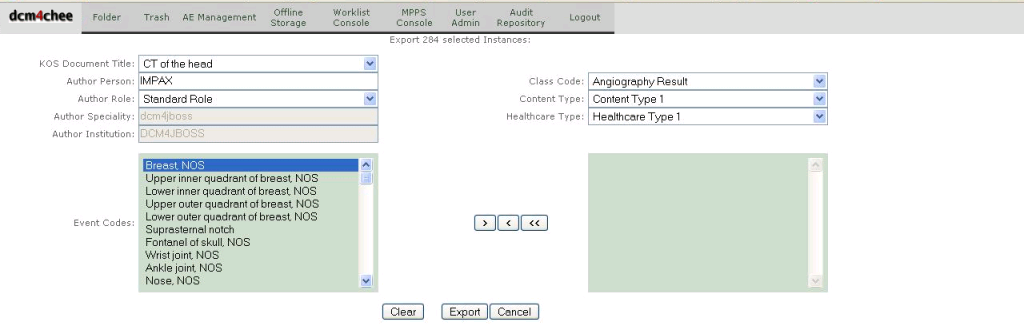 dcm4chee Folder Trash AE Management Offline Storage Worklist Console MPPS Console User Admin Audit Repository Logout
Export 284 selected Instances:
KOS Document Title: CT of the head
Author Person: IMPAX
Class Code: Angiography Result
Author Role: Standard Role
Content Type: Content Type 1
Author Speciality: dcm4jboss
Healthcare Type: Healthcare Type 1
Author Institution: DCM4JBOSS
Event Codes:
Breast, NOS
Upper inner quadrant of breast, NOS
Lower inner quadrant of breast, NOS
Upper outer quadrant of breast, NOS
Lower outer quadrant of breast, NOS
Suprasternal notch
Fontanel of skull, NOS
Wrist joint, NOS
Ankle joint, NOS
Nose, NOS
> < <<
Clear Export Cancel